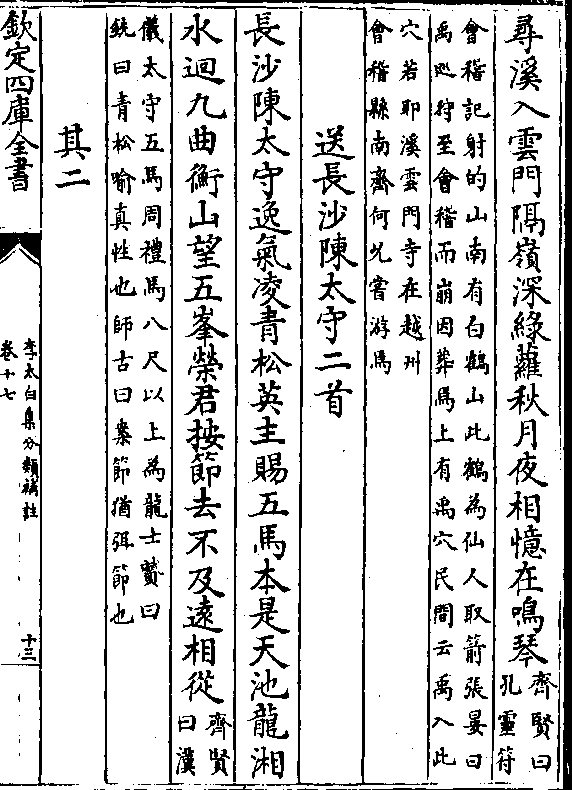 尋溪入雲門隔嶺深綠蘿秋月夜相憶在鳴琴
齊賢曰
孔靈符
會稽記射的山南有白鶴山此鶴為仙人取箭張晏曰
禹廵狩至會稽而崩因葬焉上有禹穴民間云禹入此
穴若耶溪雲門寺在越州
會稽縣南齊何㣧嘗游焉
送長沙陳太守二首
長沙陳太守逸氣凌青松英主賜五馬本是天池龍湘
水迴九曲衡山望五峯榮君按節去不及遠相從
齊賢
曰漢
儀太守五馬周禮馬八尺以上為龍士贇曰
銑曰青松喻真性也師古曰案節猶弭節也
其二
欽定四庫全書
李太白集分類補註
卷十七
十三